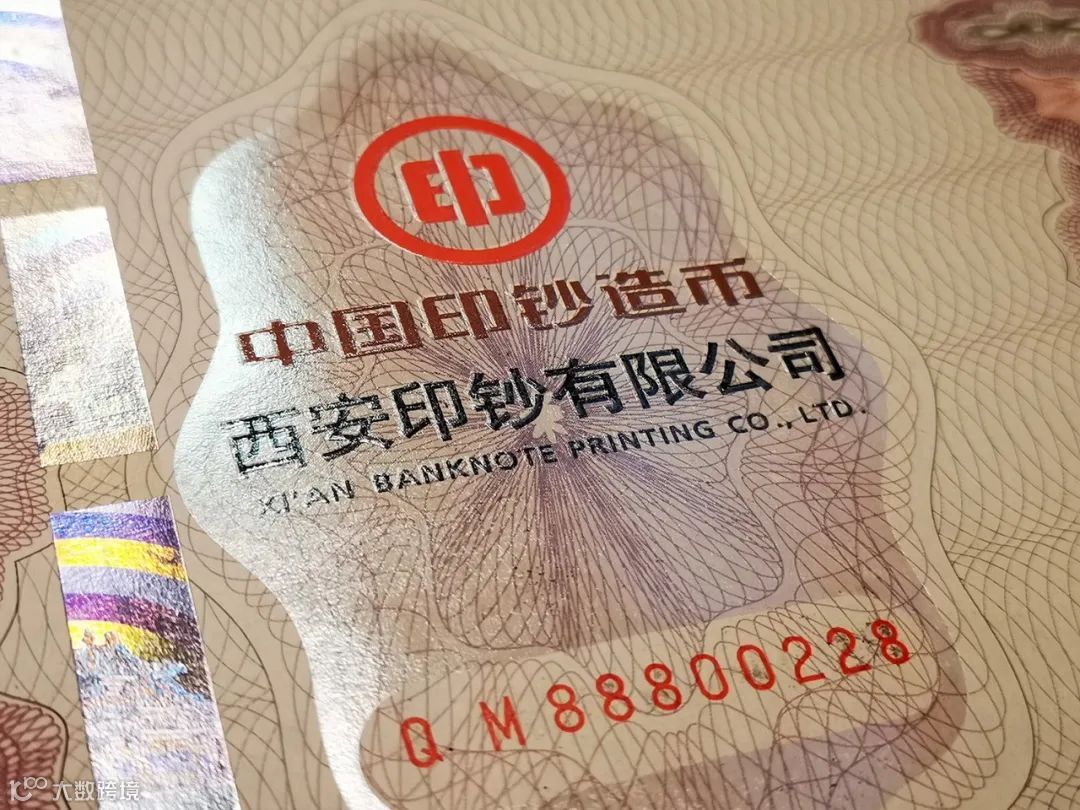 印
中国印钞造币
西安印钞有限公司
XI'AN BANKNOTE PRINTING CO.,LTD.
QM88800228
大数跨境